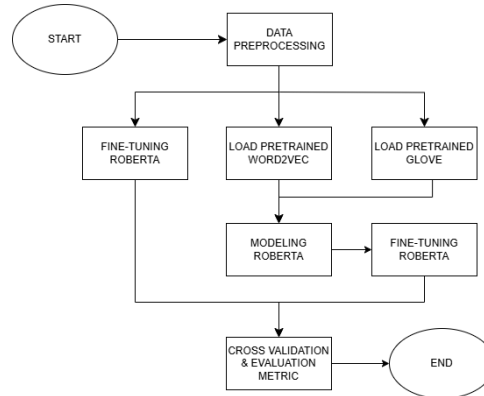 START
DATA
PREPROCESSING
FINE-TUNING
ROBERTA
LOAD PRETRAINED
WORD2VEC
LOAD PRETRAINED
GLOVE
MODELING
ROBERTA
FINE-TUNING
ROBERTA
CROSS VALIDATION
& EVALUATION
METRIC
END